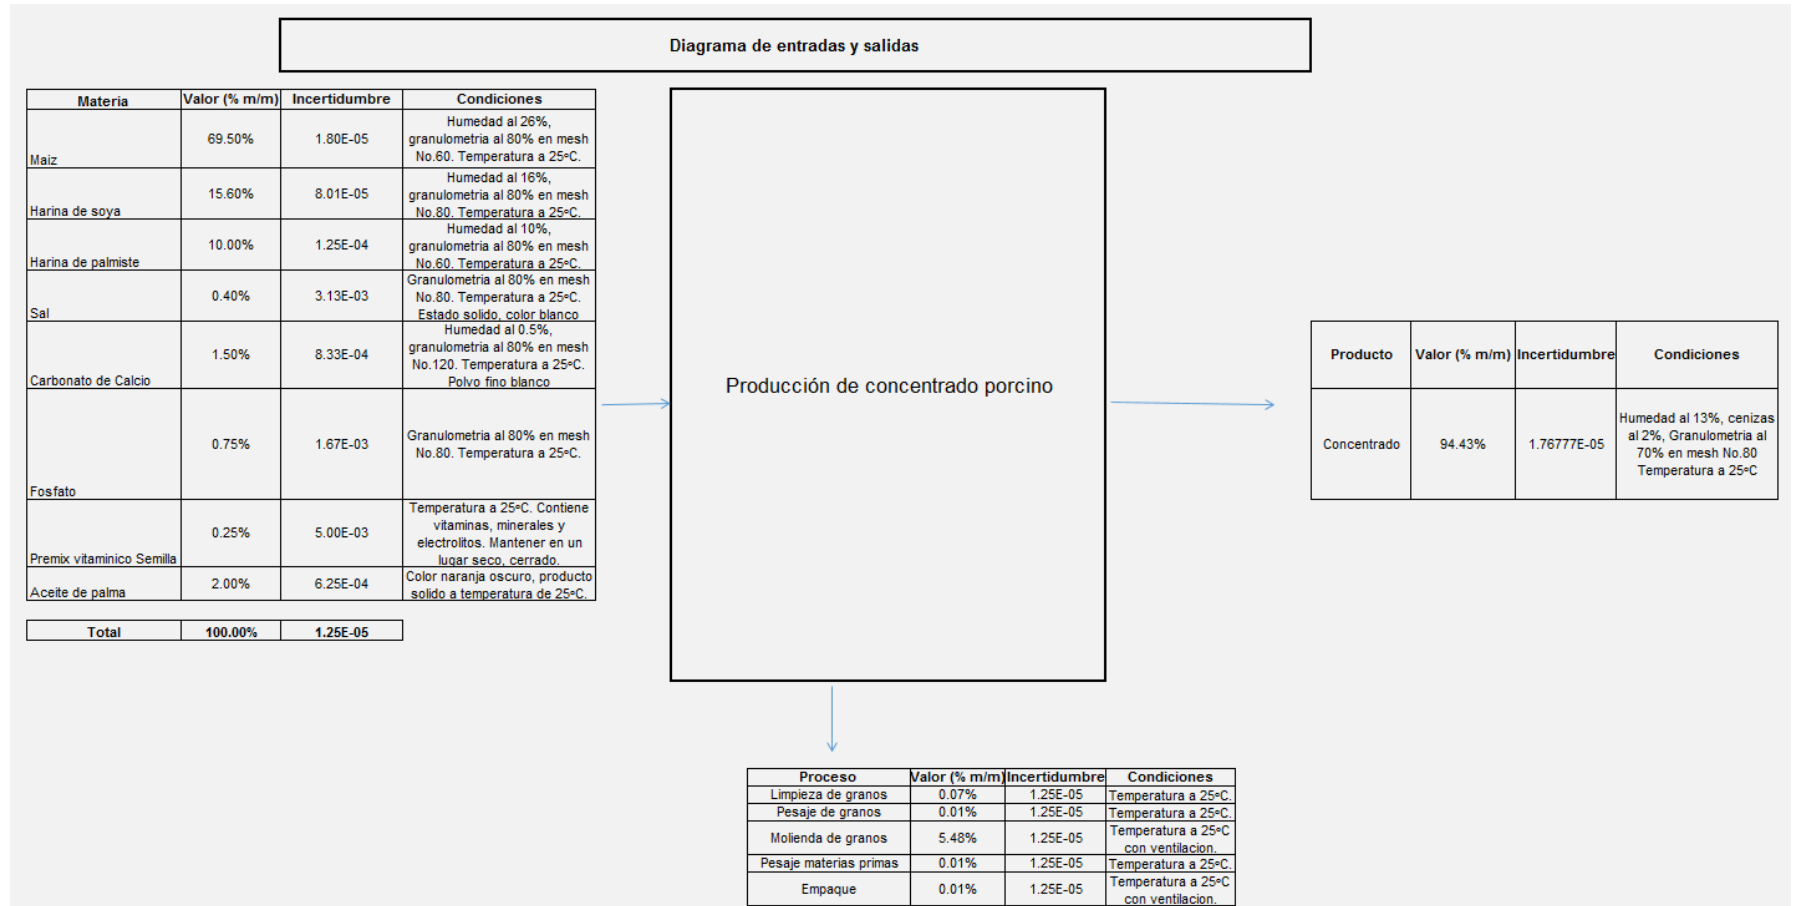 Diagrama de entradas y salidas
Materia Valor (% m/m) Incertidumbre Condiciones
Maiz 69.50% 1.80E-05 Humedad al 26%,
granulometria al 80% en mesh
No.60. Temperatura a 25ºC.
Harina de soya 15.60% 8.01E-05 Humedad al 16%,
granulometria al 80% en mesh
No.80. Temperatura a 25ºC.
Harina de palmiste 10.00% 1.25E-04 Humedad al 10%,
granulometria al 80% en mesh
No.60. Temperatura a 25ºC.
Sal 0.40% 3.13E-03 Granulometria al 80% en mesh
No.80. Temperatura a 25ºC.
Estado solido, color blanco
Carbonato de Calcio 1.50% 8.33E-04 Humedad al 0.5%,
granulometria al 80% en mesh
No.120. Temperatura a 25ºC.
Polvo fino blanco
Fosfato 0.75% 1.67E-03 Granulometria al 80% en mesh
No.80. Temperatura a 25ºC.
Premix vitaminico Semilla 0.25% 5.00E-03 Temperatura a 25ºC. Contiene
vitaminas, minerales y
electrolitos. Mantener en un
lugar seco, cerrado.
Aceite de palma 2.00% 6.25E-04 Color naranja oscuro, producto
solido a temperatura de 25ºC.
Total 100.00% 1.25E-05
Producción de concentrado porcino
Producto Valor (% m/m) Incertidumbre Condiciones
Concentrado 94.43% 1.76777E-05 Humedad al 13%, cenizas
al 2%, Granulometria al
70% en mesh No.80
Temperatura a 25ºC
Proceso Valor (% m/m) Incertidumbre Condiciones
Limpieza de granos 0.07% 1.25E-05 Temperatura a 25ºC.
Pesaje de granos 0.01% 1.25E-05 Temperatura a 25ºC.
Molienda de granos 5.48% 1.25E-05 Temperatura a 25ºC
con ventilacion.
Pesaje materias primas 0.01% 1.25E-05 Temperatura a 25ºC.
Empaque 0.01% 1.25E-05 Temperatura a 25ºC
con ventilacion.